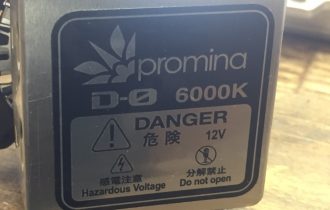 promina
D-0 6000K
DANGER
危険 12V
感電注意 分解禁止
Hazardous Voltage Do not open